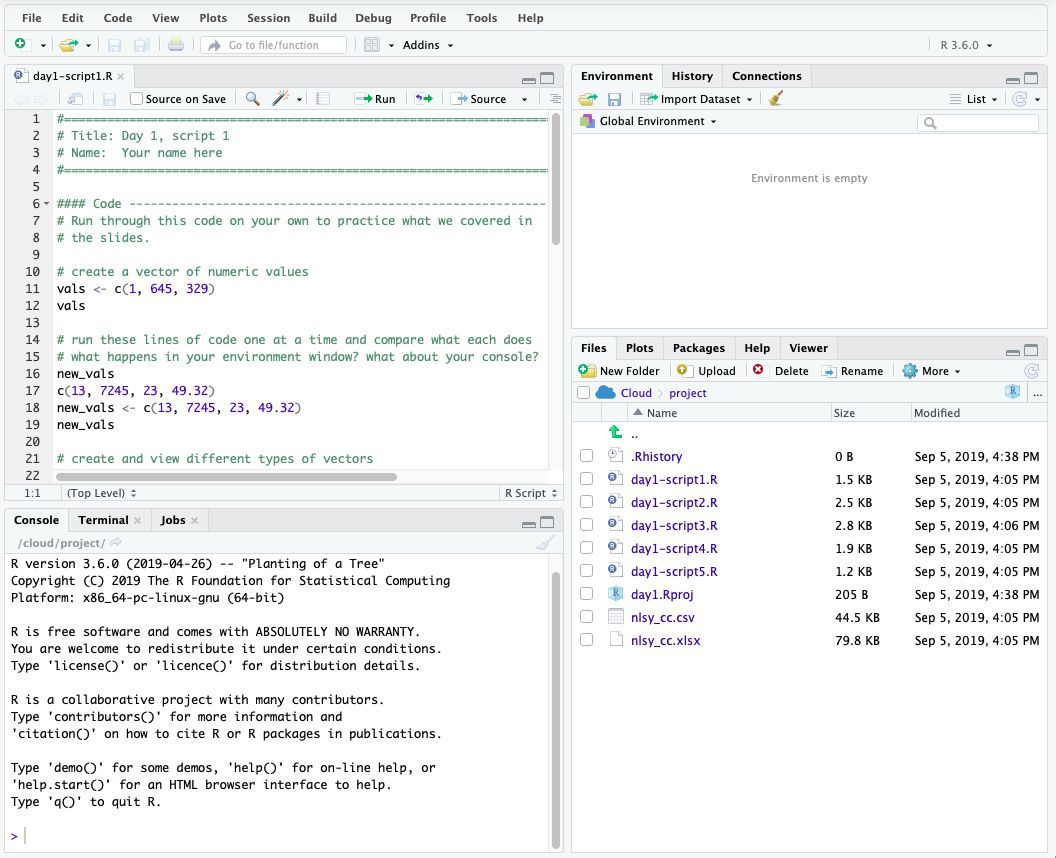 File Edit Code View Plots Session Build Debug Profile Tools Help
Go to file/function Addins R 3.6.0
day1-script1.R
Source on Save Run Source
1 #====================================================================
2 # Title: Day 1, script 1
3 # Name:  Your name here
4 #====================================================================
5
6 #### Code ----------------------------------------------------------
7 # Run through this code on your own to practice what we covered in
8 # the slides.
9
10 # create a vector of numeric values
11 vals <- c(1, 645, 329)
12 vals
13
14 # run these lines of code one at a time and compare what each does
15 # what happens in your environment window? what about your console?
16 new_vals
17 c(13, 7245, 23, 49.32)
18 new_vals <- c(13, 7245, 23, 49.32)
19 new_vals
20
21 # create and view different types of vectors
22
1:1 (Top Level) R Script
Console Terminal Jobs
/cloud/project/
R version 3.6.0 (2019-04-26) -- "Planting of a Tree"
Copyright (C) 2019 The R Foundation for Statistical Computing
Platform: x86_64-pc-linux-gnu (64-bit)
R is free software and comes with ABSOLUTELY NO WARRANTY.
You are welcome to redistribute it under certain conditions.
Type 'license()' or 'licence()' for distribution details.
R is a collaborative project with many contributors.
Type 'contributors()' for more information and
'citation()' on how to cite R or R packages in publications.
Type 'demo()' for some demos, 'help()' for on-line help, or
'help.start()' for an HTML browser interface to help.
Type 'q()' to quit R.
>
Environment History Connections
Import Dataset List
Global Environment
Environment is empty
Files Plots Packages Help Viewer
New Folder Upload Delete Rename More
Cloud project R ...
Name Size Modified
..
.Rhistory 0 B Sep 5, 2019, 4:38 PM
day1-script1.R 1.5 KB Sep 5, 2019, 4:05 PM
day1-script2.R 2.5 KB Sep 5, 2019, 4:05 PM
day1-script3.R 2.8 KB Sep 5, 2019, 4:06 PM
day1-script4.R 1.9 KB Sep 5, 2019, 4:05 PM
day1-script5.R 1.2 KB Sep 5, 2019, 4:05 PM
day1.Rproj 205 B Sep 5, 2019, 4:38 PM
nlsy_cc.csv 44.5 KB Sep 5, 2019, 4:05 PM
nlsy_cc.xlsx 79.8 KB Sep 5, 2019, 4:05 PM